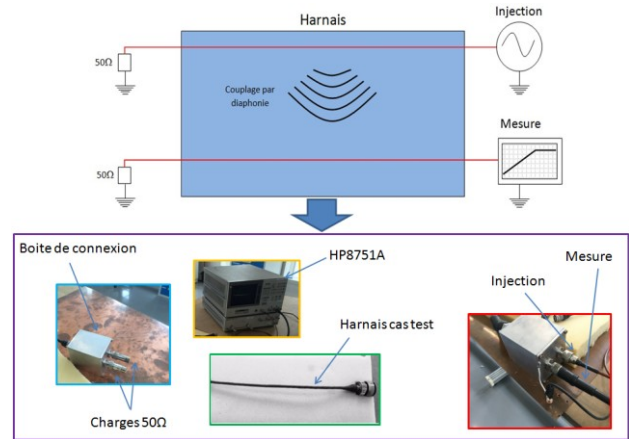 Harnais
Injection
50Ω
Couplage par
diaphonie
Mesure
50Ω
Boite de connexion
HP8751A
Mesure
Injection
Harnais cas test
Charges 50Ω